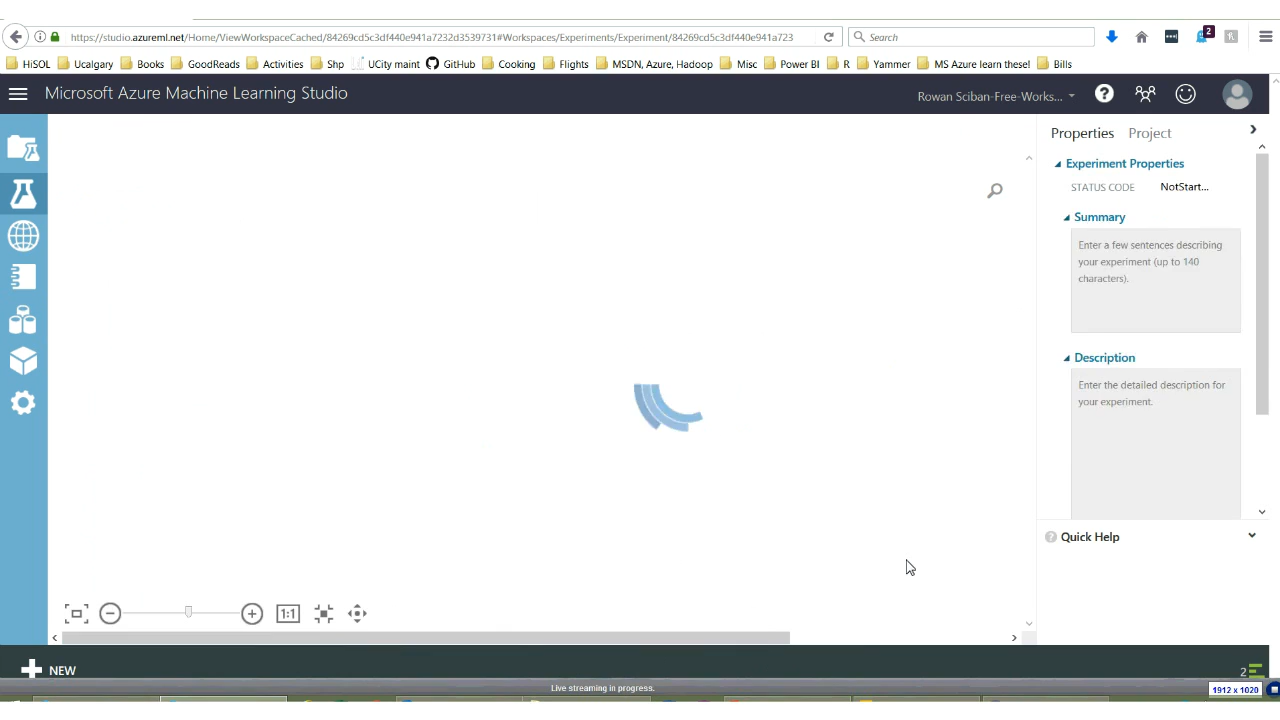 https://studio.azureml.net/Home/ViewWorkspaceCached/84269cd5c3df440e941a7232d3539731#Workspaces/Experiments/Experiment/84269cd5c3df440e941a723
Search
2
HiSOL Ucalgary Books GoodReads Activities Shp UCity maint GitHub Cooking Flights MSDN, Azure, Hadoop Misc Power BI R Yammer MS Azure learn these! Bills
Microsoft Azure Machine Learning Studio
Rowan Sciban-Free-Works...
?
Properties Project
Experiment Properties
STATUS CODE NotStart...
Summary
Enter a few sentences describing
your experiment (up to 140
characters).
Description
Enter the detailed description for
your experiment.
? Quick Help
1:1
NEW
2
Live streaming in progress.
1912 x 1020